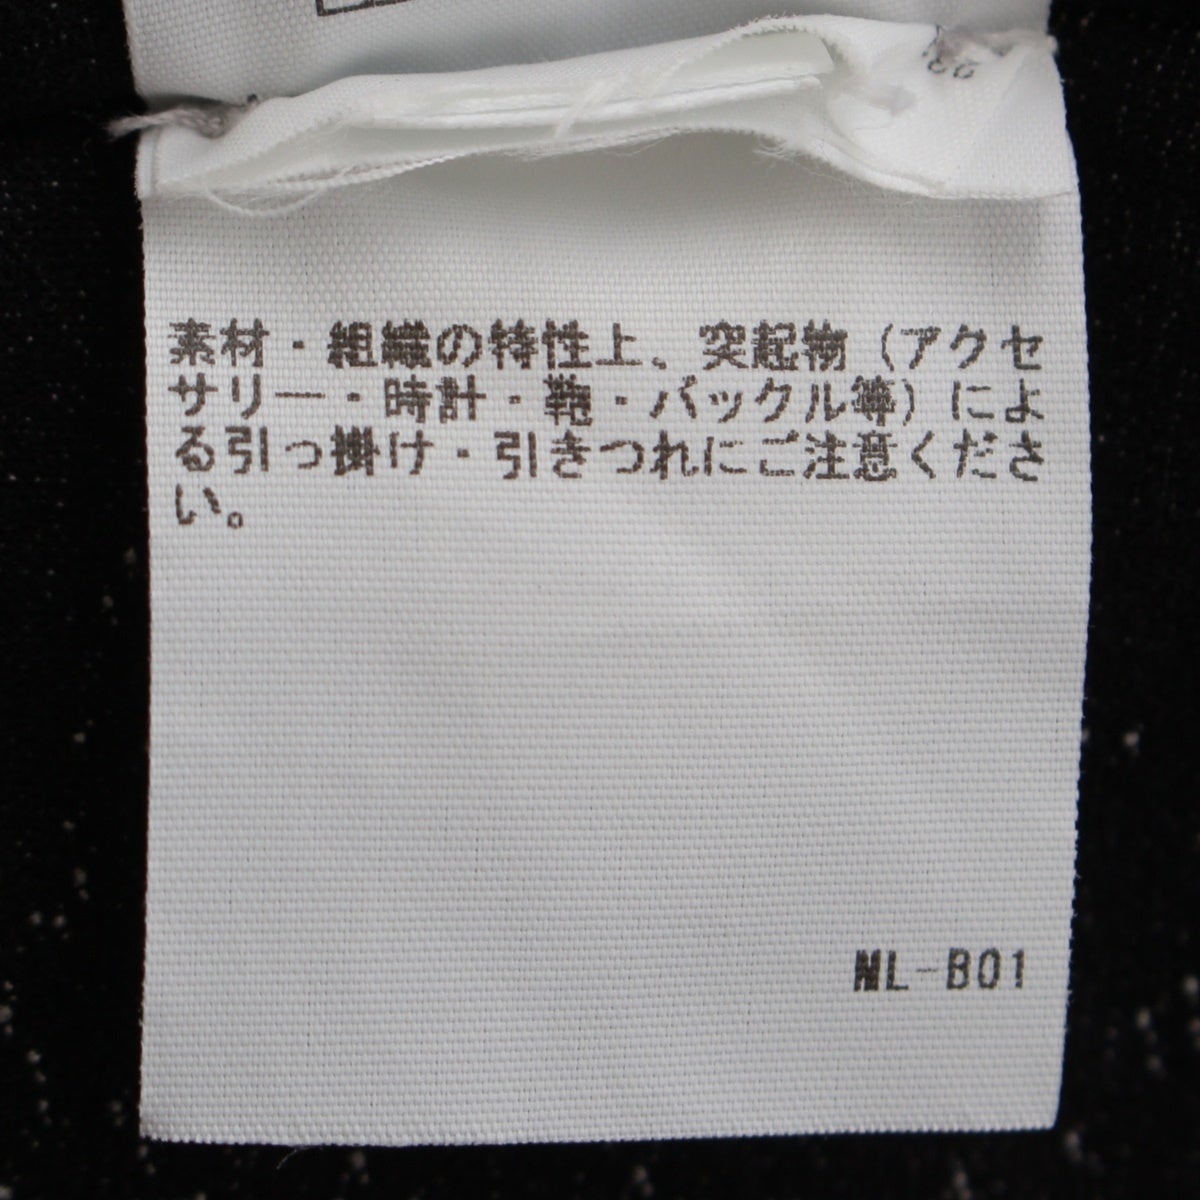 素材・組織の特性上、突起物（アクセ
サリー・時計・鞄・バックル等）によ
る引っ掛け・引きつれにご注意くださ
い。
ML-B01